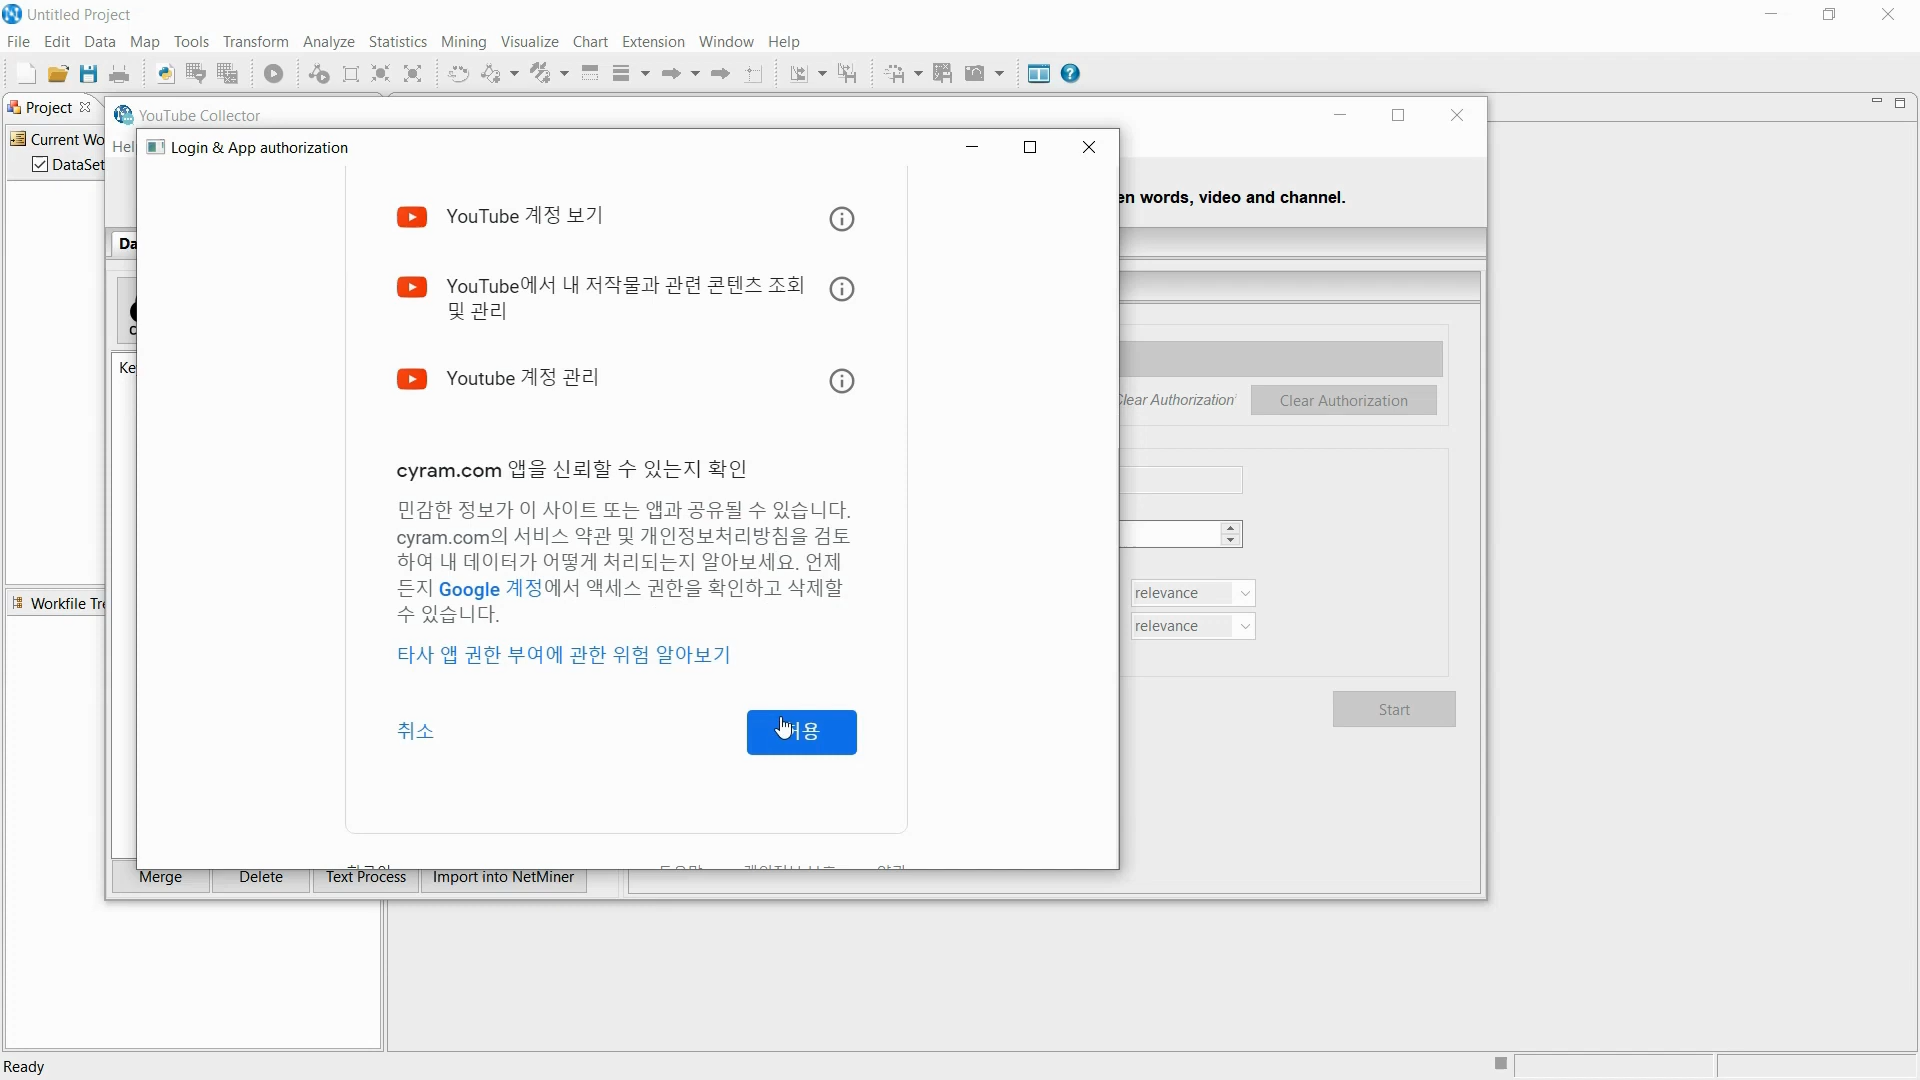 Untitled Project
File Edit Data Map Tools Transform Analyze Statistics Mining Visualize Chart Extension Window Help
Project
YouTube Collector
Current Wo
Hel
Login & App authorization
DataSet
en words, video and channel.
YouTube 계정 보기
Da
YouTube에서 내 저작물과 관련 콘텐츠 조회
및 관리
Ke
Youtube 계정 관리
Clear Authorization'
Clear Authorization
cyram.com 앱을 신뢰할 수 있는지 확인
민감한 정보가 이 사이트 또는 앱과 공유될 수 있습니다.
cyram.com의 서비스 약관 및 개인정보처리방침을 검토
하여 내 데이터가 어떻게 처리되는지 알아보세요. 언제
든지 Google 계정에서 액세스 권한을 확인하고 삭제할
수 있습니다.
relevance
relevance
Workfile Tre
타사 앱 권한 부여에 관한 위험 알아보기
취소
용
Start
Merge
Delete
Text Process
Import into NetMiner
Ready